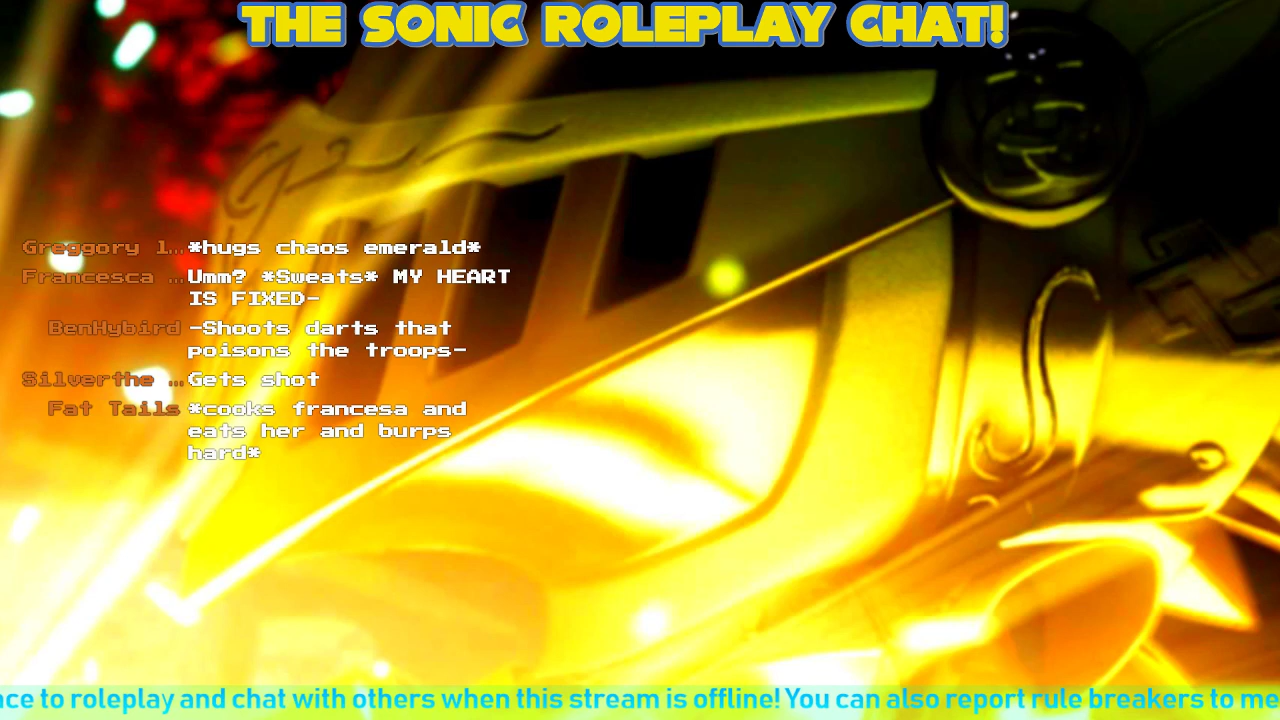 THE SONIC ROLEPLAY CHAT!
Greggory l... *hugs chaos emerald*
Francesca ... Umm? *Sweats* MY HEART
IS FIXED-
BenHybird -Shoots darts that
poisons the troops-
Silverthe ... Gets shot
Fat Tails *cooks francesa and
eats her and burps
hard*
to roleplay and chat with others when this stream is offline! You can also report rule breakers to me